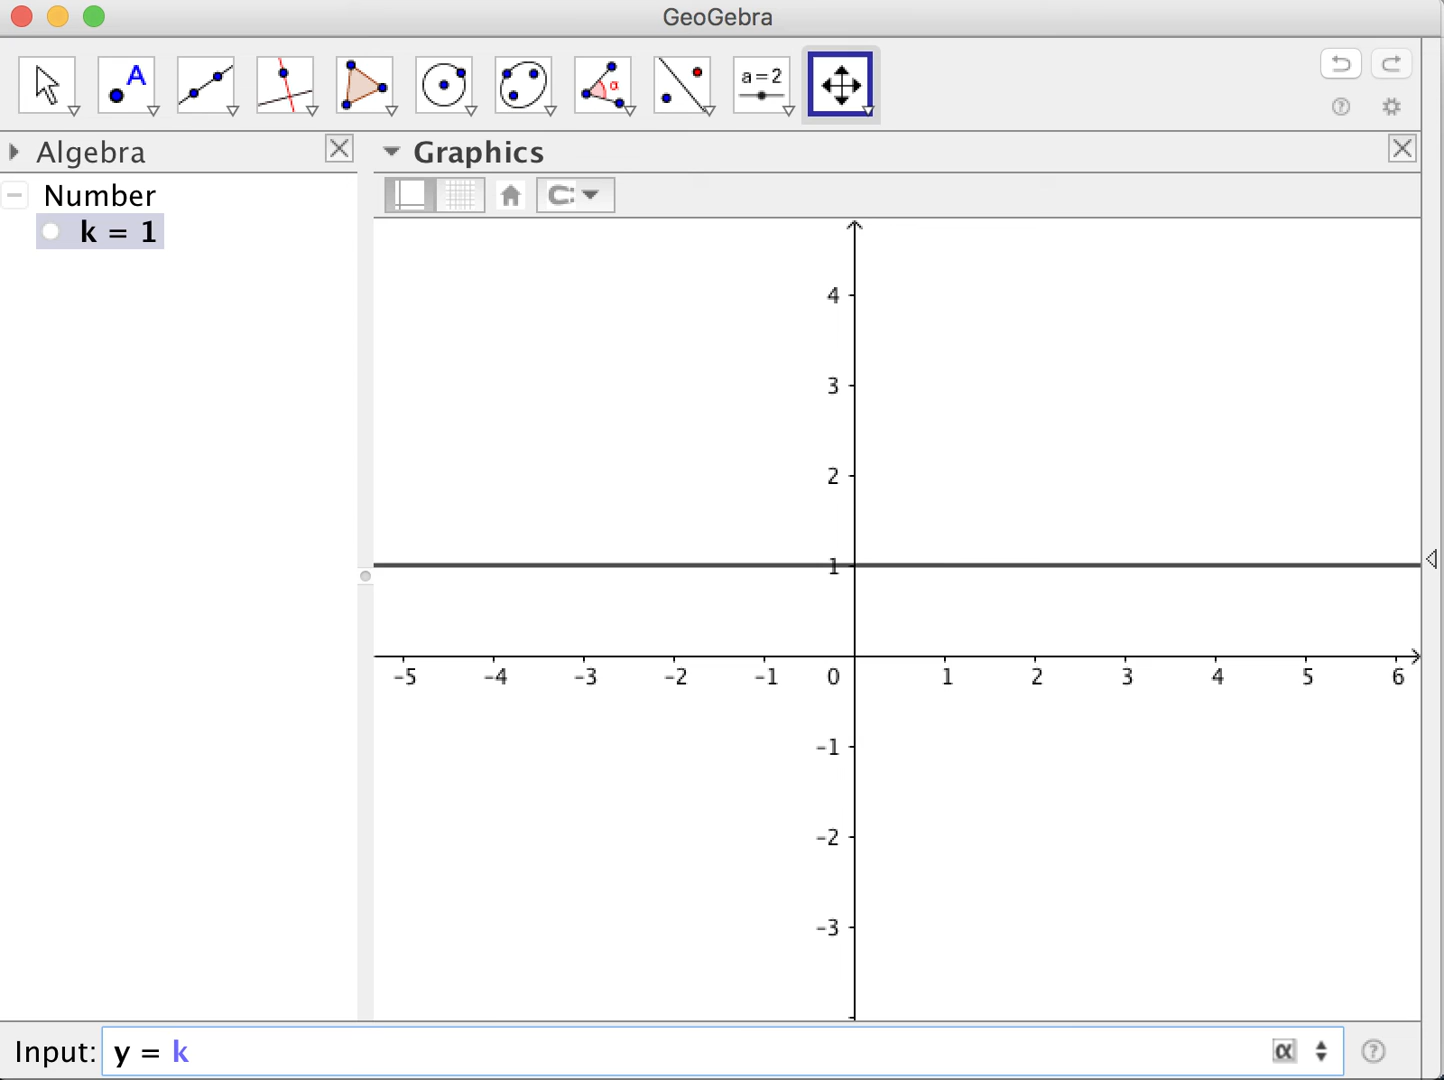 GeoGebra
A
α
a=2
Algebra
Graphics
Number
k = 1
4
3
2
1
-5 -4 -3 -2 -1 0 1 2 3 4 5 6
-1
-2
-3
Input: y = k α